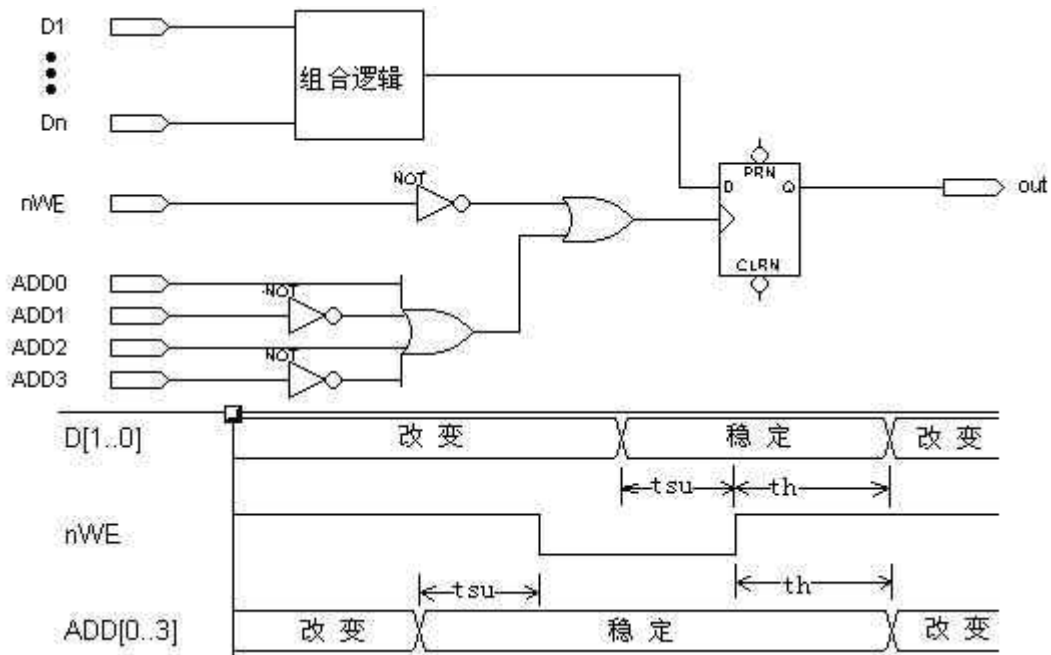 D1
组合逻辑
Dn
nWE
NOT
PRN
D
Q
out
CLRN
ADD0
NOT
ADD1
ADD2
NOT
ADD3
D[1..0]
改变
稳定
改变
tsu
th
nWE
tsu
th
ADD[0..3]
改变
稳定
改变